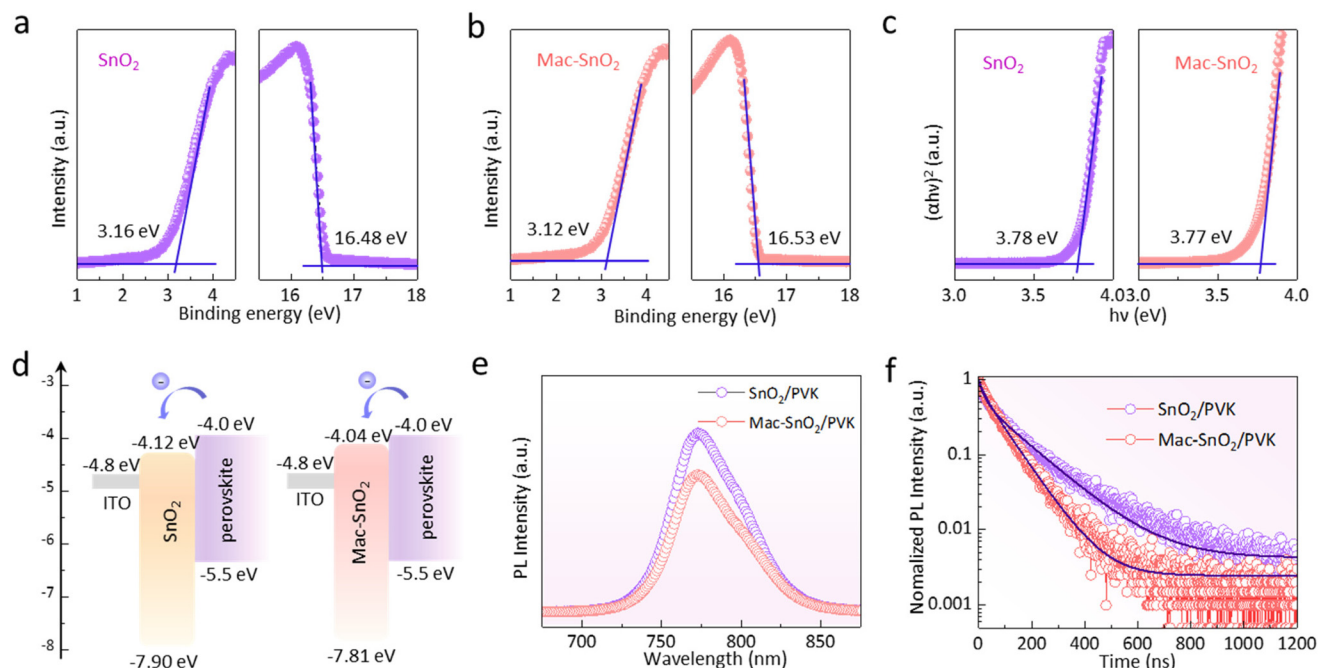 a
SnO₂
3.16 eV
16.48 eV
Intensity (a.u.)
1 2 3 4 16 17 18
Binding energy (eV)
b
Mac-SnO₂
3.12 eV
16.53 eV
Intensity (a.u.)
1 2 3 4 16 17 18
Binding energy (eV)
c
SnO₂
Mac-SnO₂
3.78 eV
3.77 eV
(αhν)² (a.u.)
3.0 3.5 4.0 3.0 3.5 4.0
hν (eV)
d
-3
-4
-5
-6
-7
-8
-
-4.12 eV
-4.0 eV
-4.8 eV
ITO
SnO₂
perovskite
-5.5 eV
-7.90 eV
-
-4.04 eV
-4.0 eV
-4.8 eV
ITO
Mac-SnO₂
perovskite
-5.5 eV
-7.81 eV
e
SnO₂/PVK
Mac-SnO₂/PVK
PL Intensity (a.u.)
700 750 800 850
Wavelength (nm)
f
SnO₂/PVK
Mac-SnO₂/PVK
Nomalized PL Intensity (a.u.)
1
0.1
0.01
0.001
0 200 400 600 800 1000 1200
Time (ns)